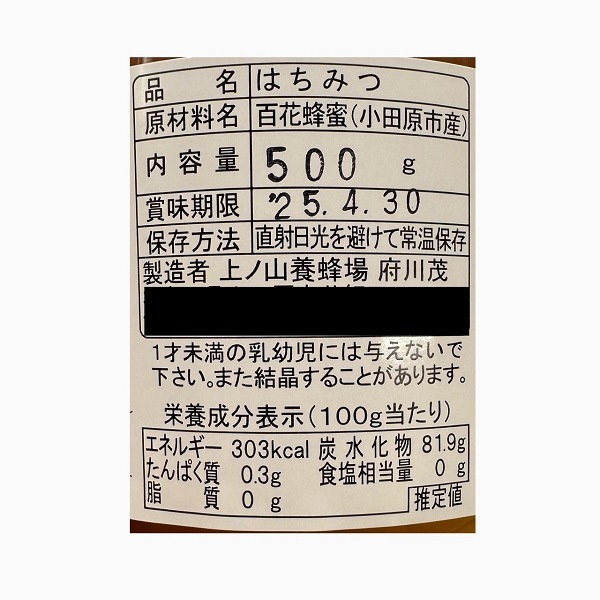 品名 はちみつ
原材料名 百花蜂蜜(小田原市産)
内容量 500 g
賞味期限 '25.4.30
保存方法 直射日光を避けて常温保存
製造者 上ノ山養蜂場 府川茂
1才未満の乳幼児には与えないで
下さい。また結晶することがあります。
栄養成分表示(100g当たり)
エネルギー 303kcal 炭水化物 81.9g
たんぱく質 0.3g 食塩相当量 0g
脂質 0g
推定値